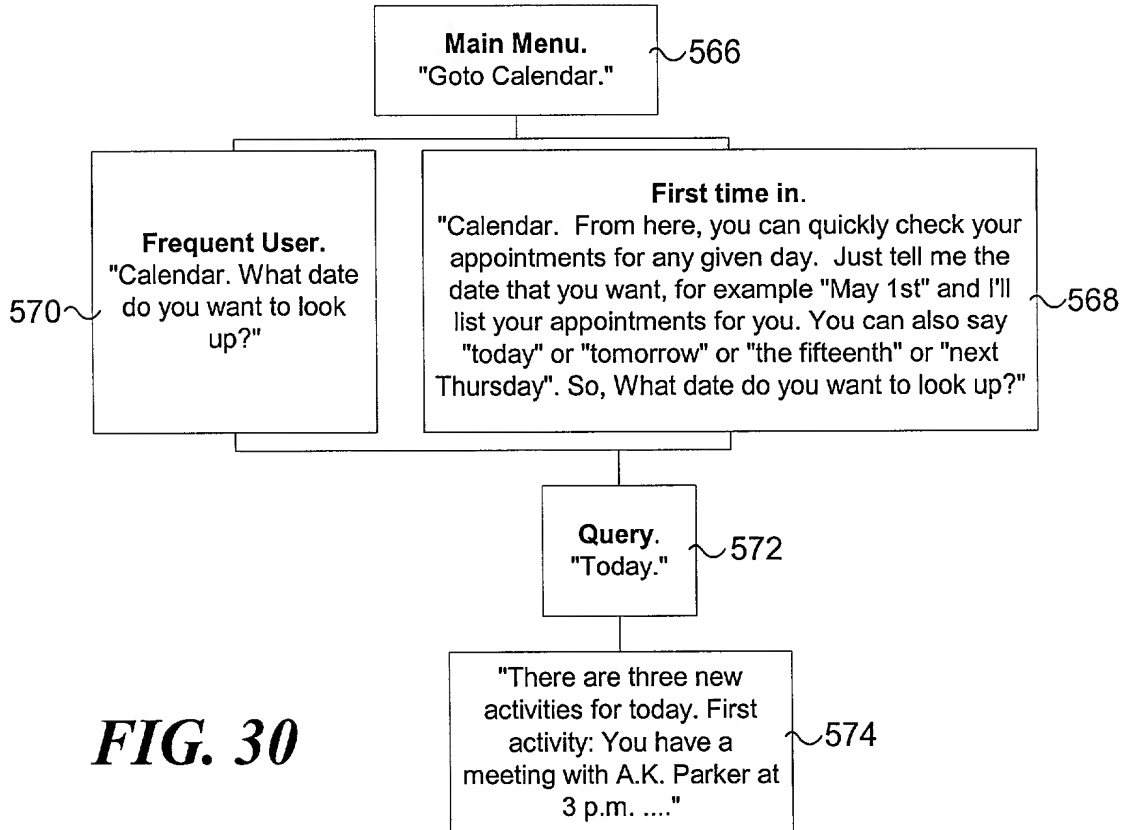 Main Menu.
"Goto Calendar."
566
Frequent User.
"Calendar. What date
do you want to look
up?"
570
First time in.
"Calendar. From here, you can quickly check your
appointments for any given day. Just tell me the
date that you want, for example "May 1st" and I'll
list your appointments for you. You can also say
"today" or "tomorrow" or "the fifteenth" or "next
Thursday". So, What date do you want to look up?"
568
Query.
"Today."
572
"There are three new
activities for today. First
activity: You have a
meeting with A.K. Parker at
3 p.m. ...."
574
FIG. 30